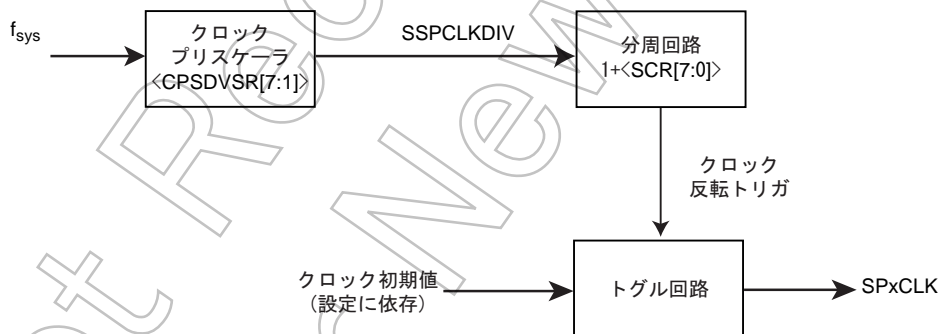 fsys
クロック
プリスケーラ
<CPSDVSR[7:1]>
SSPCLKDIV
分周回路
1+<SCR[7:0]>
クロック
反転トリガ
クロック初期値
(設定に依存)
トグル回路
SPxCLK
New